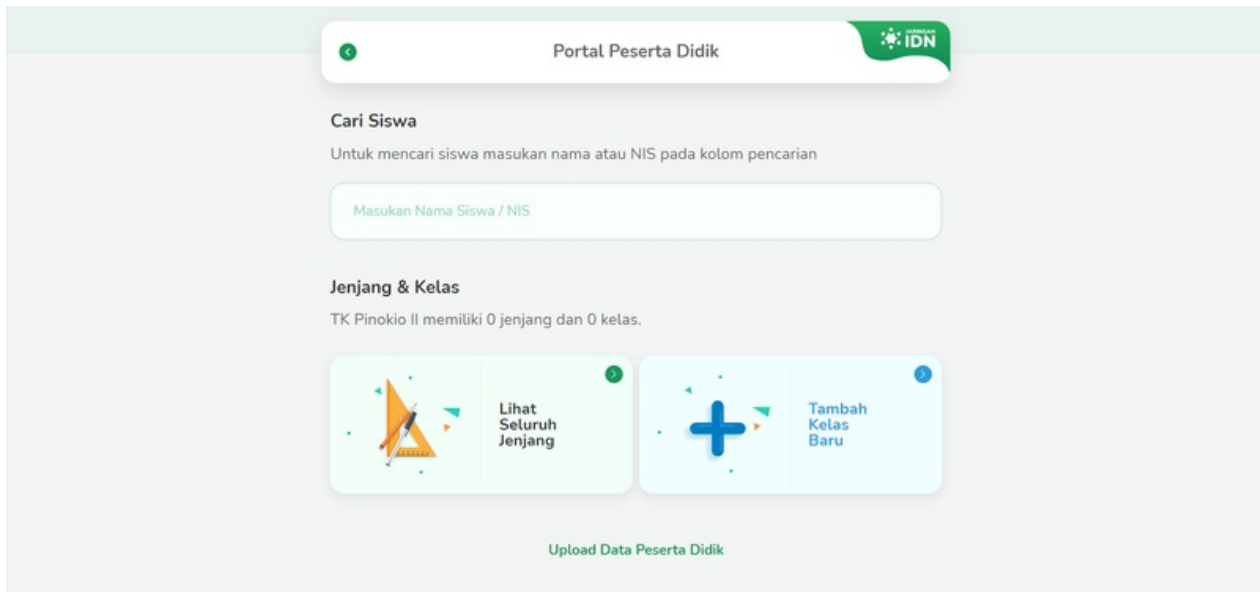 Portal Peserta Didik
JARINGAN
IDN
Cari Siswa
Untuk mencari siswa masukan nama atau NIS pada kolom pencarian
Masukan Nama Siswa / NIS
Jenjang & Kelas
TK Pinokio II memiliki 0 jenjang dan 0 kelas.
Lihat
Seluruh
Jenjang
Tambah
Kelas
Baru
Upload Data Peserta Didik